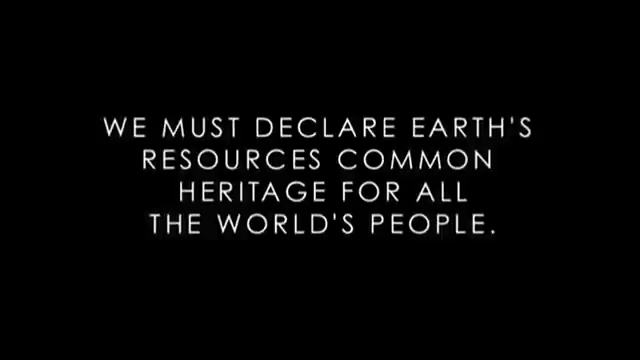 WE MUST DECLARE EARTH'S
RESOURCES COMMON
HERITAGE FOR ALL
THE WORLD'S PEOPLE.